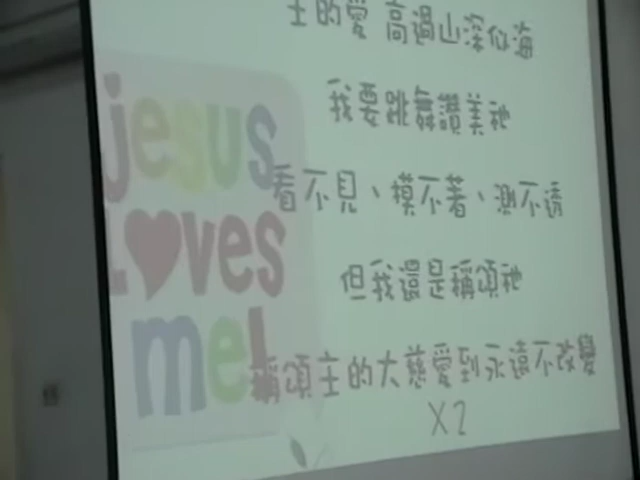 主的愛 高過山深似海
我要跳舞讚美祂
看不見、摸不著、測不透
但我還是稱頌祂
稱頌主的大慈愛到永遠不改變
X2
jesus
Loves
me!